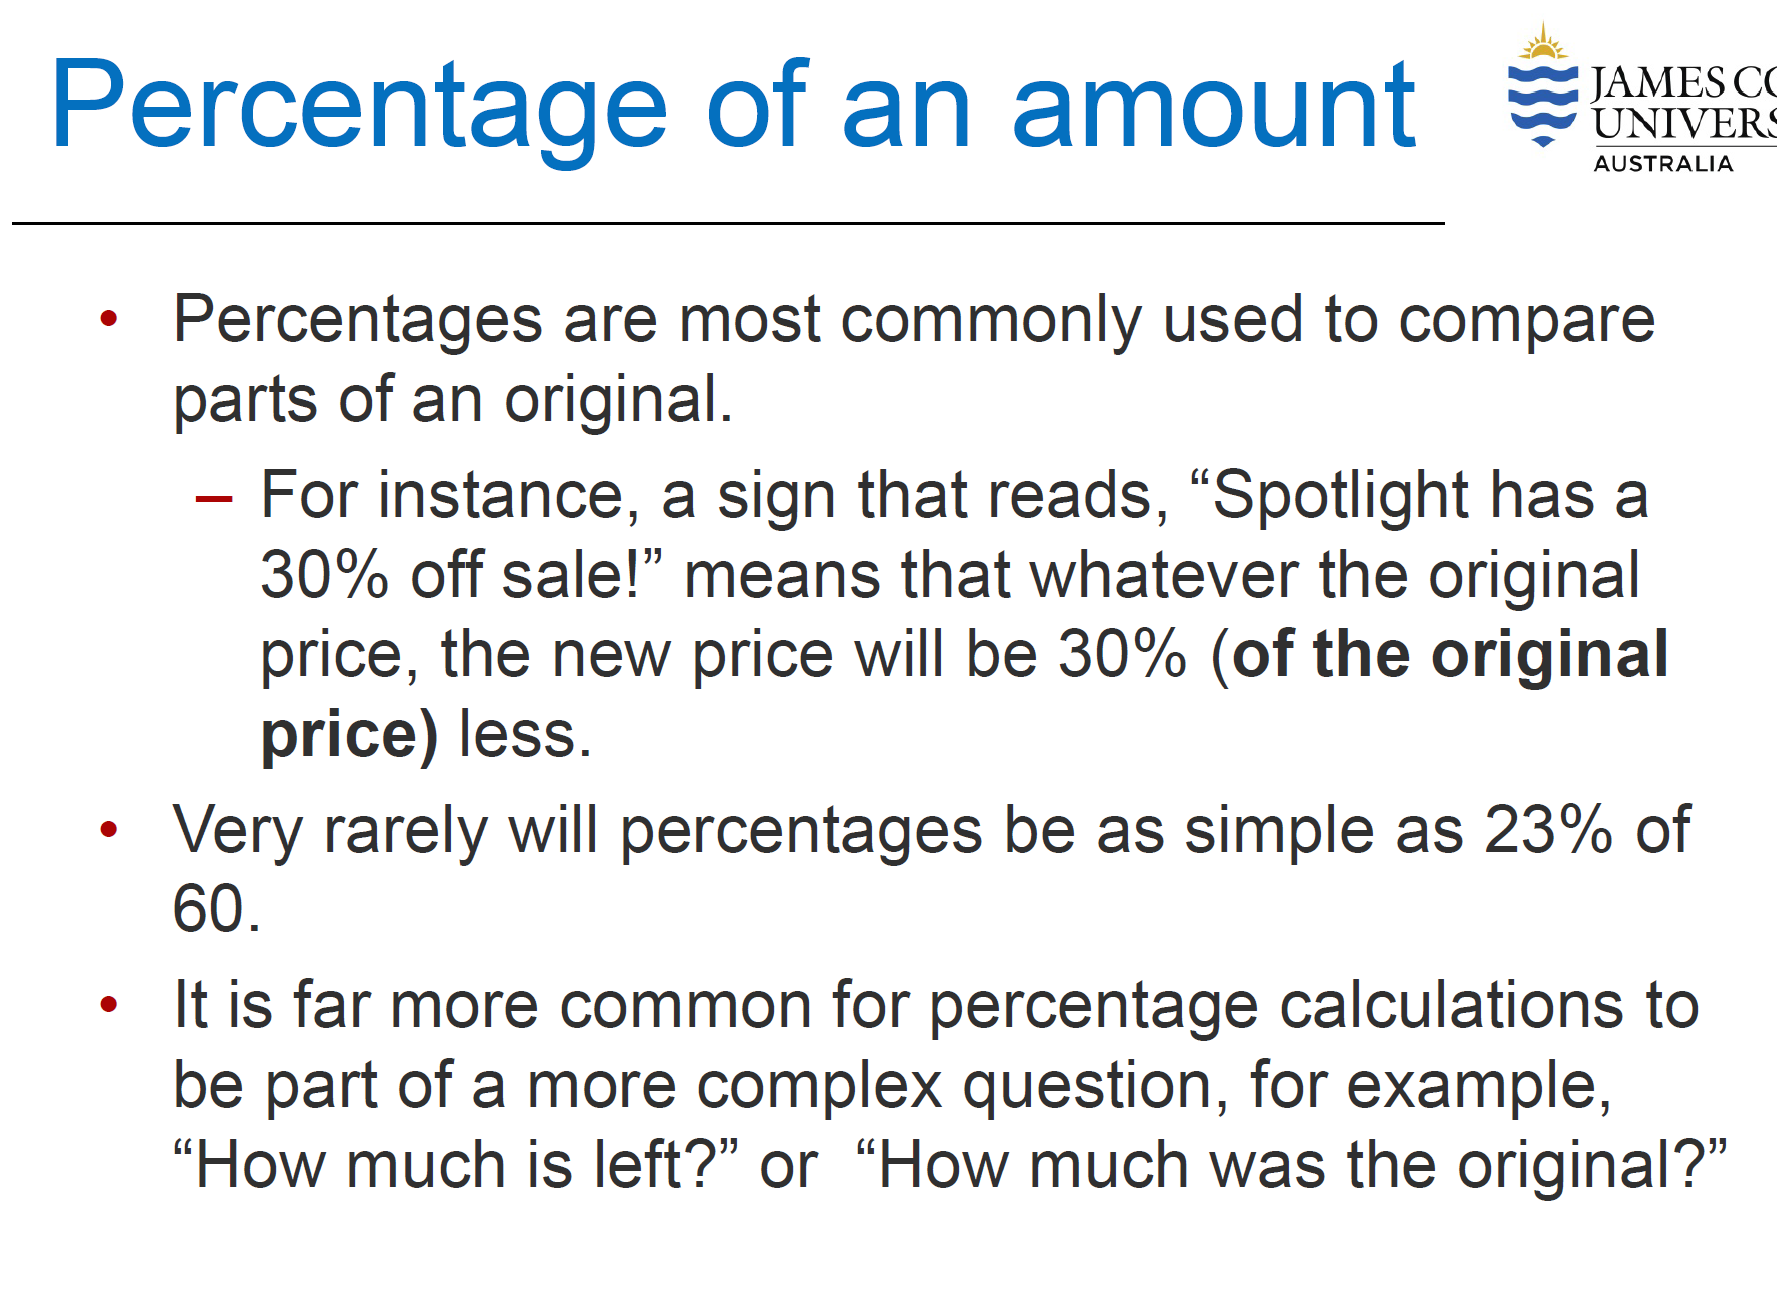 Percentage of an amount
JAMES CO
UNIVERS
AUSTRALIA
• Percentages are most commonly used to compare
parts of an original.
– For instance, a sign that reads, “Spotlight has a
30% off sale!” means that whatever the original
price, the new price will be 30% (of the original
price) less.
• Very rarely will percentages be as simple as 23% of
60.
• It is far more common for percentage calculations to
be part of a more complex question, for example,
“How much is left?” or “How much was the original?”